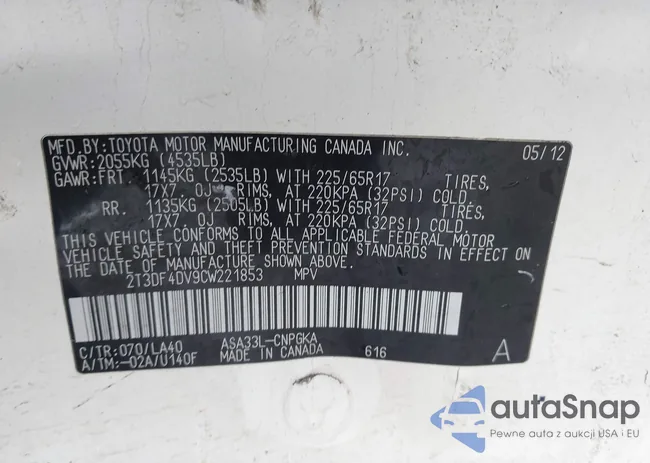 MFD. BY: TOYOTA MOTOR MANUFACTURING CANADA INC. 05/12
GVWR: 2055KG (4535LB)
GAWR: FRT. 1145KG (2535LB) WITH 225/65R17 TIRES,
17X7 OJ RIMS, AT 220KPA (32PSI) COLD.
RR. 1135KG (2505LB) WITH 225/65R17 TIRES,
17X7 OJ RIMS, AT 220KPA (32PSI) COLD.
THIS VEHICLE CONFORMS TO ALL APPLICABLE FEDERAL MOTOR
VEHICLE SAFETY AND THEFT PREVENTION STANDARDS IN EFFECT ON
THE DATE OF MANUFACTURE SHOWN ABOVE.
2T3DF4DV9CW221853 MPV
C/TR: 070/LA40 ASA33L-CNPGKA
A/TM: -02A/U140F MADE IN CANADA 616 A
autoSnap
Pewne auta z aukcji USA i EU